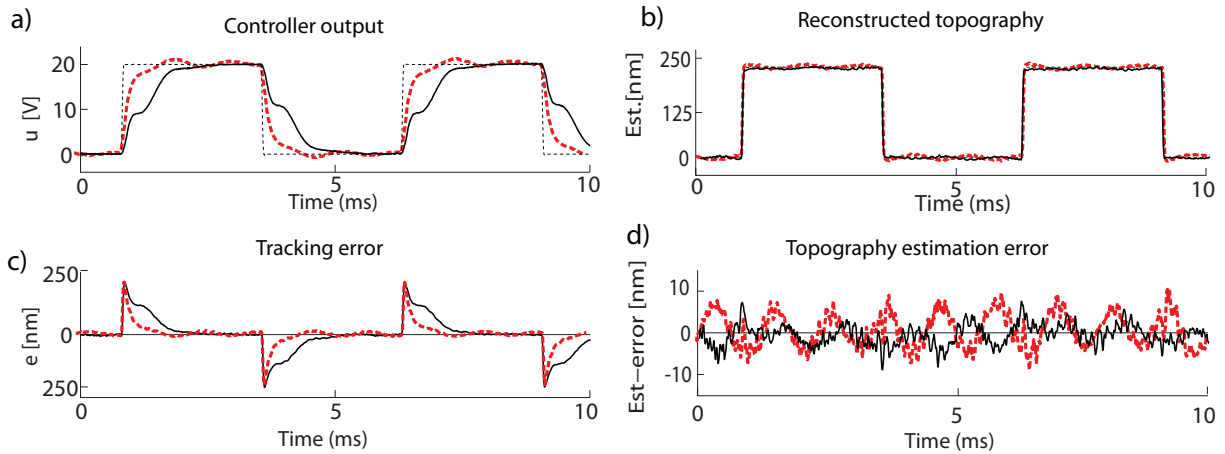 a)
Controller output
20
10
0
u [V]
0
5
10
Time (ms)
b)
Reconstructed topography
250
125
0
Est.[nm]
0
5
10
Time (ms)
c)
Tracking error
250
0
250
e [nm]
0
5
10
Time (ms)
d)
Topography estimation error
10
0
-10
Est-error [nm]
0
5
10
Time (ms)